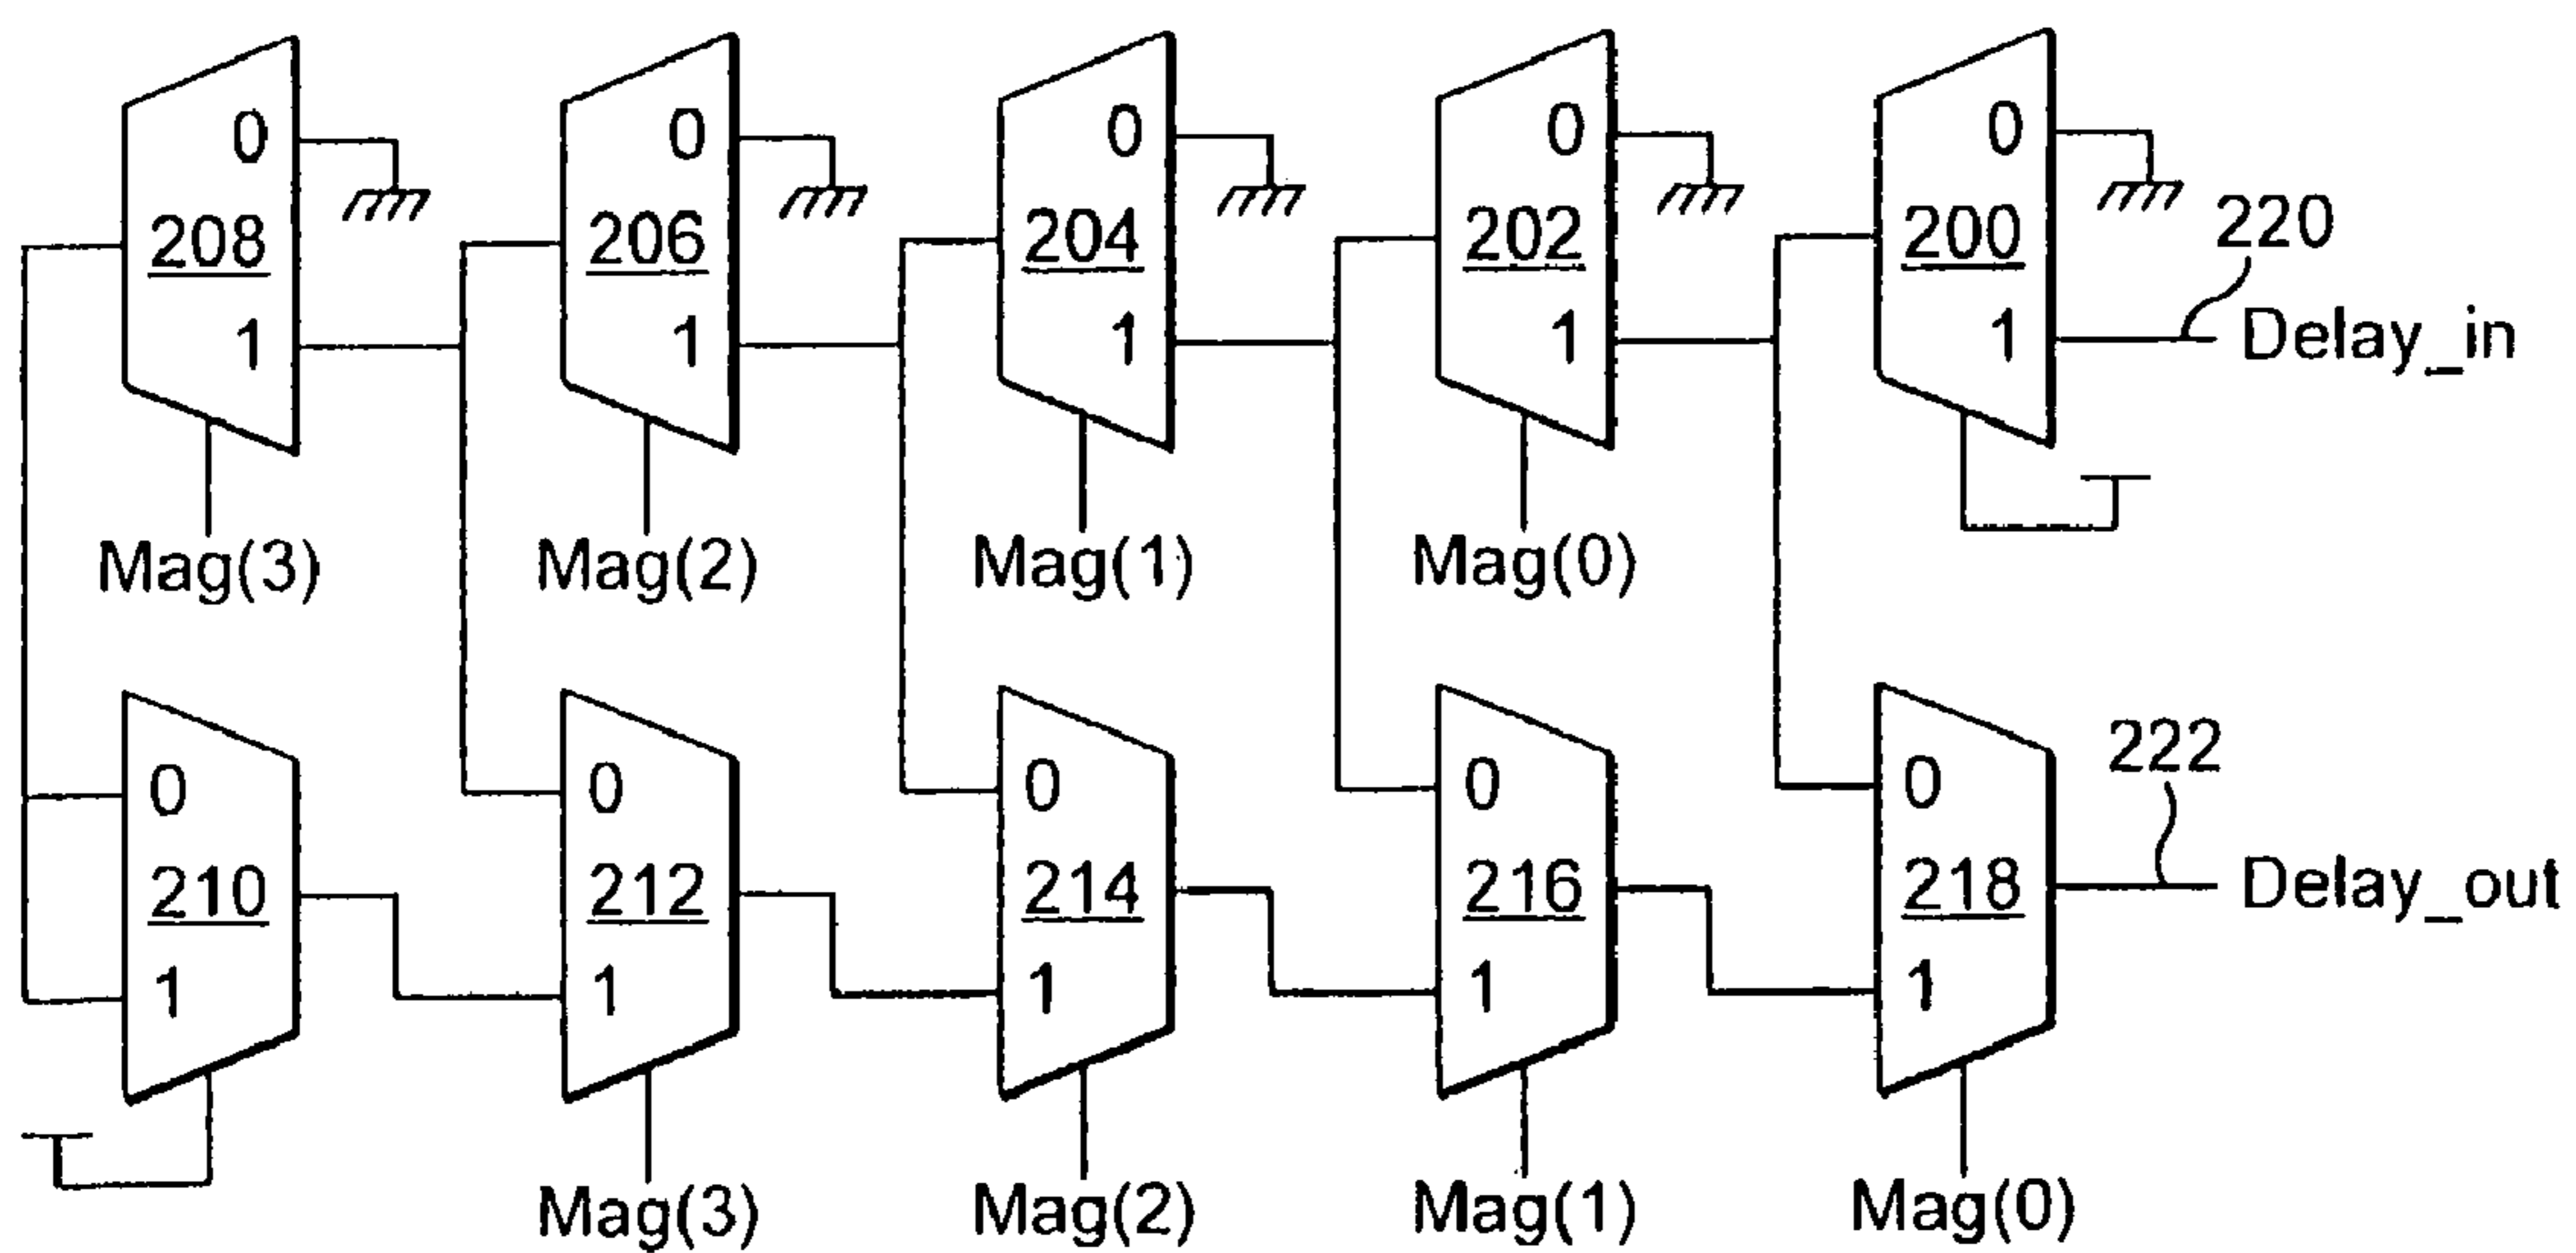 0 0 0 0 0
208 206 204 202 200 220
1 1 1 1 1 Delay_in
Mag(3) Mag(2) Mag(1) Mag(0)
0 0 0 0 0 222
210 212 214 216 218 Delay_out
1 1 1 1 1
Mag(3) Mag(2) Mag(1) Mag(0)